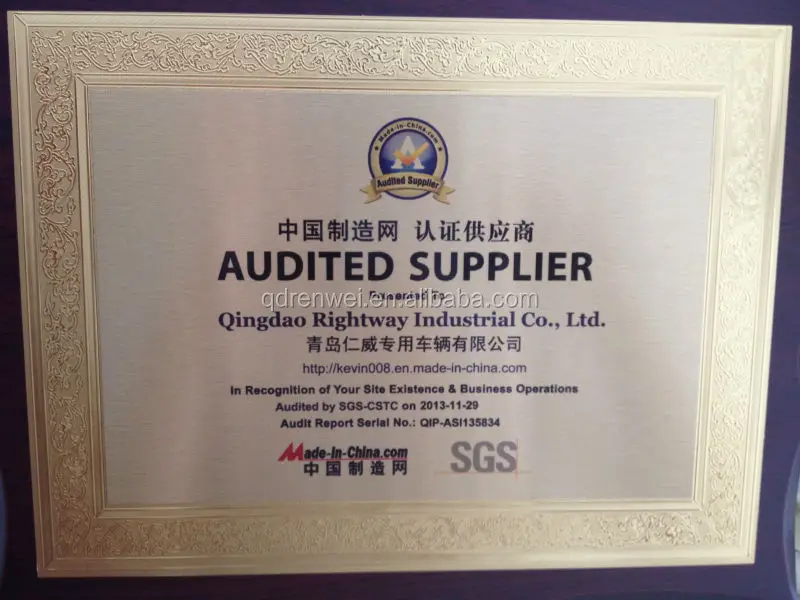 Made-in-China.com
Audited Supplier
中国制造网 认证供应商
AUDITED SUPPLIER
Presented To
qdrenwei.en.alibaba.com
Qingdao Rightway Industrial Co., Ltd.
青岛仁威专用车辆有限公司
http://kevin008.en.made-in-china.com
In Recognition of Your Site Existence & Business Operations
Audited by SGS-CSTC on 2013-11-29
Audit Report Serial No.: QIP-ASI135834
Made-in-China.com
中国制造网
SGS